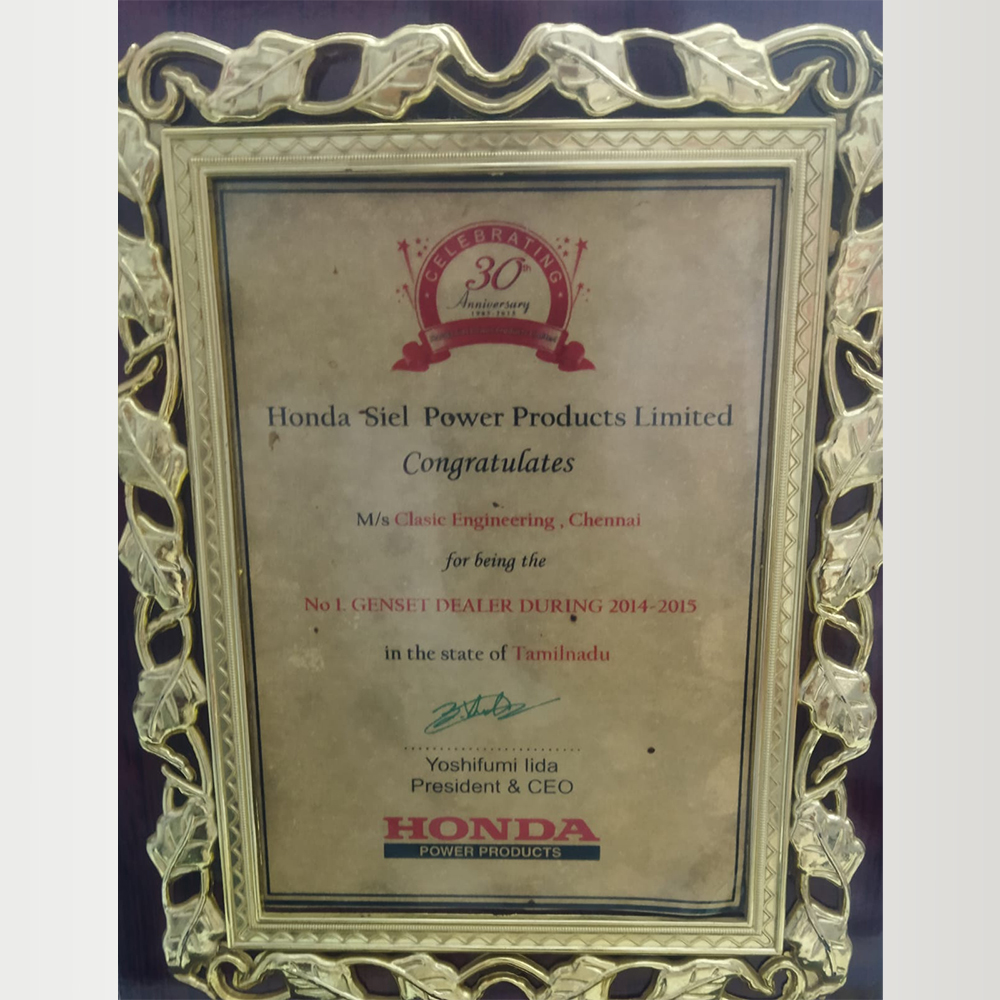 CELEBRATING
30th
Anniversary
Honda Siel Power Products Limited
Congratulates
M/s Clasic Engineering , Chennai
for being the
No 1. GENSET DEALER DURING 2014-2015
in the state of Tamilnadu
Yoshifumi Iida
President & CEO
HONDA
POWER PRODUCTS